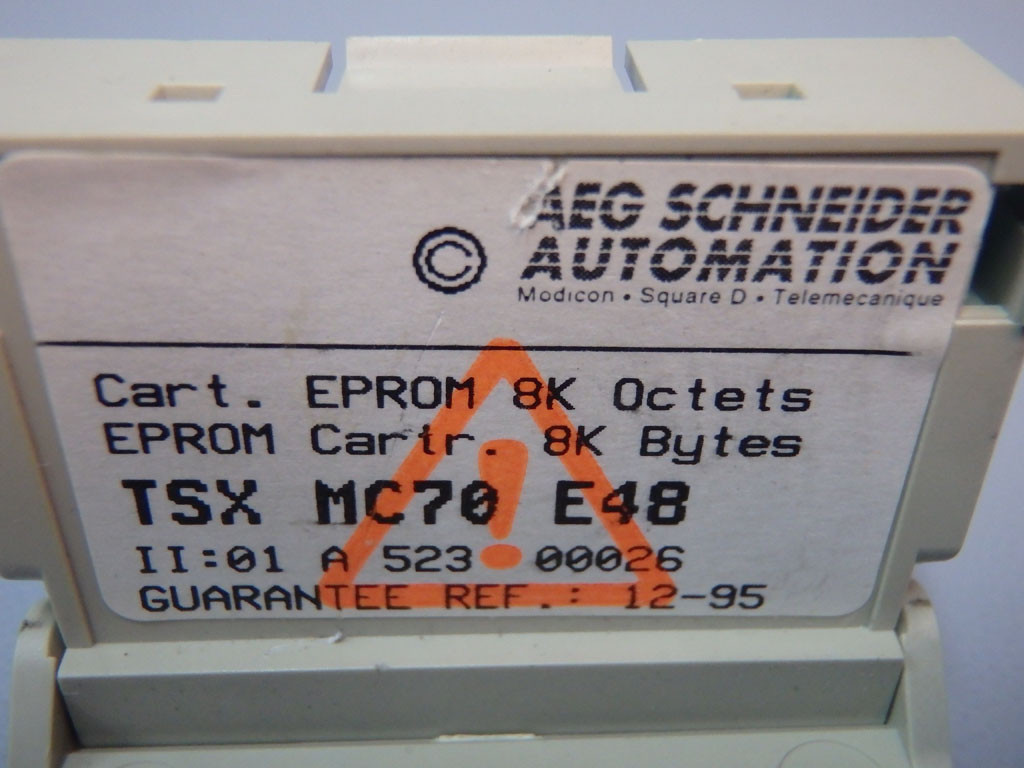 AEG SCHNEIDER
AUTOMATION
©
Modicon • Square D • Telemecanique
Cart. EPROM 8K Octets
EPROM Cartr. 8K Bytes
TSX MC70 E48
II:01 A 523 00026
GUARANTEE REF.: 12-95